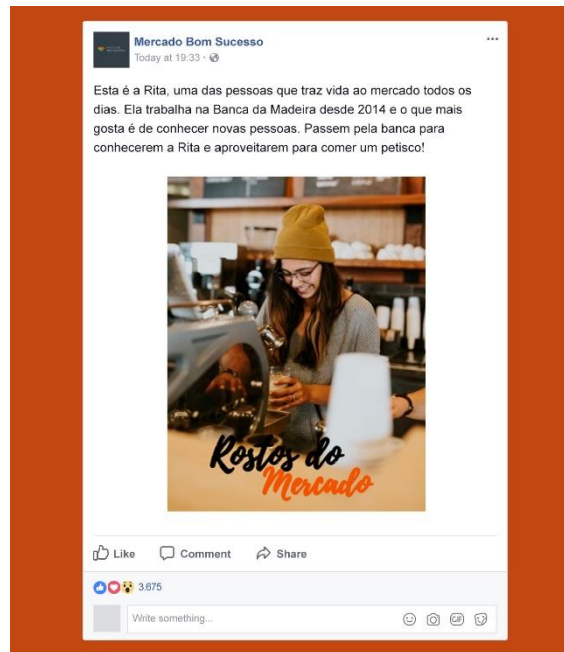 Mercado Bom Sucesso
Today at 19:33
Esta é a Rita, uma das pessoas que traz vida ao mercado todos os
dias. Ela trabalha na Banca da Madeira desde 2014 e o que mais
gosta é de conhecer novas pessoas. Passem pela banca para
conhecerem a Rita e aproveitarem para comer um petisco!
Rostos do
Mercado
Like Comment Share
3.675
Write something...
GIF